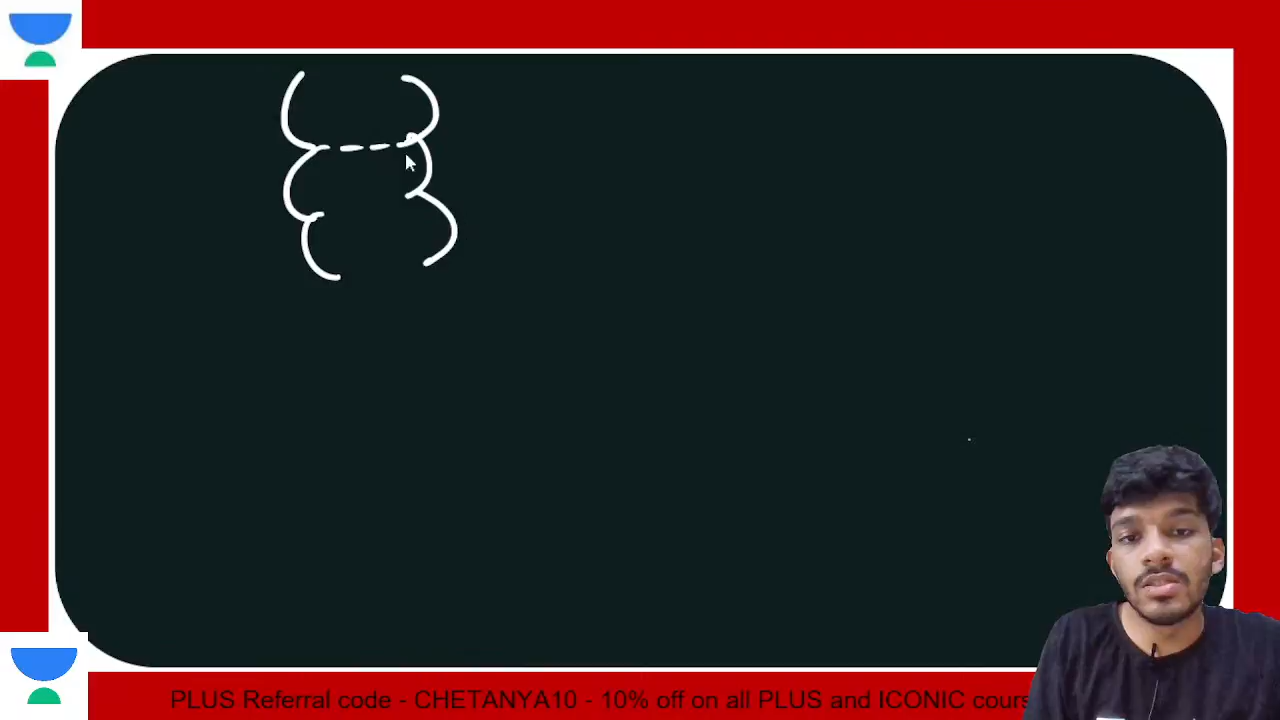 PLUS Referral code - CHETANYA10 - 10% off on all PLUS and ICONIC cours